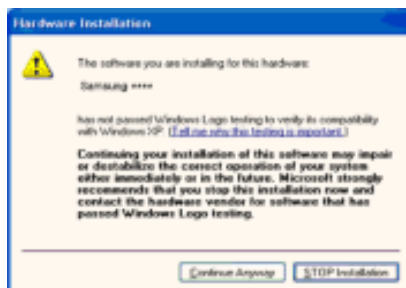 Hardware Installation
The software you are installing for this hardware:
Samsung ****
has not passed Windows Logo testing to verify its compatibility
with Windows XP. (Tell me why this testing is important.)
Continuing your installation of this software may impair
or destabilize the correct operation of your system
either immediately or in the future. Microsoft strongly
recommends that you stop this installation now and
contact the hardware vendor for software that has
passed Windows Logo testing.
Continue Anyway
STOP Installation